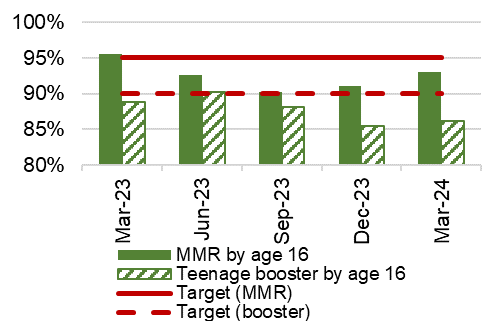 100%
95%
90%
85%
80%
Mar-23
Jun-23
Sep-23
Dec-23
Mar-24
MMR by age 16
Teenage booster by age 16
Target (MMR)
Target (booster)